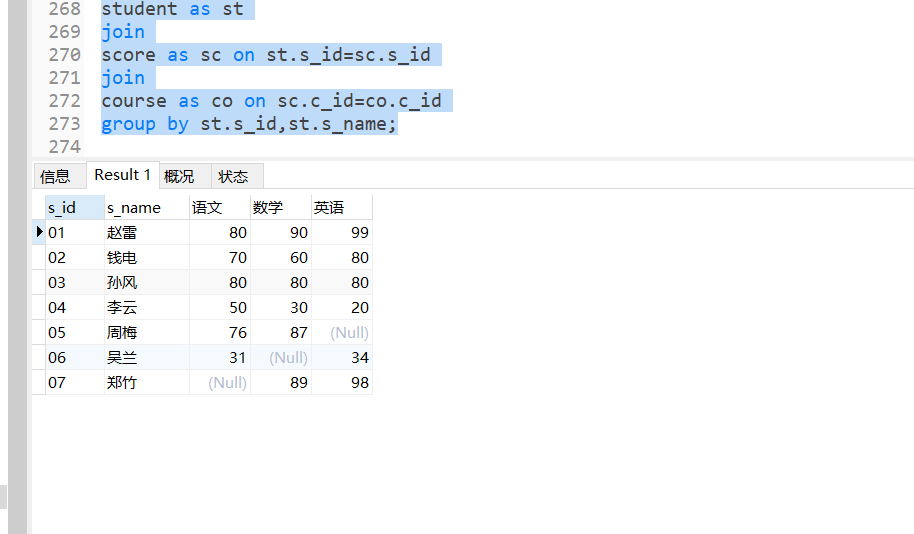 268 student as st
269 join
270 score as sc on st.s_id=sc.s_id
271 join
272 course as co on sc.c_id=co.c_id
273 group by st.s_id,st.s_name;
274
信息 Result 1 概况 状态
s_id s_name 语文 数学 英语
01 赵雷 80 90 99
02 钱电 70 60 80
03 孙风 80 80 80
04 李云 50 30 20
05 周梅 76 87 (Null)
06 吴兰 31 (Null) 34
07 郑竹 (Null) 89 98